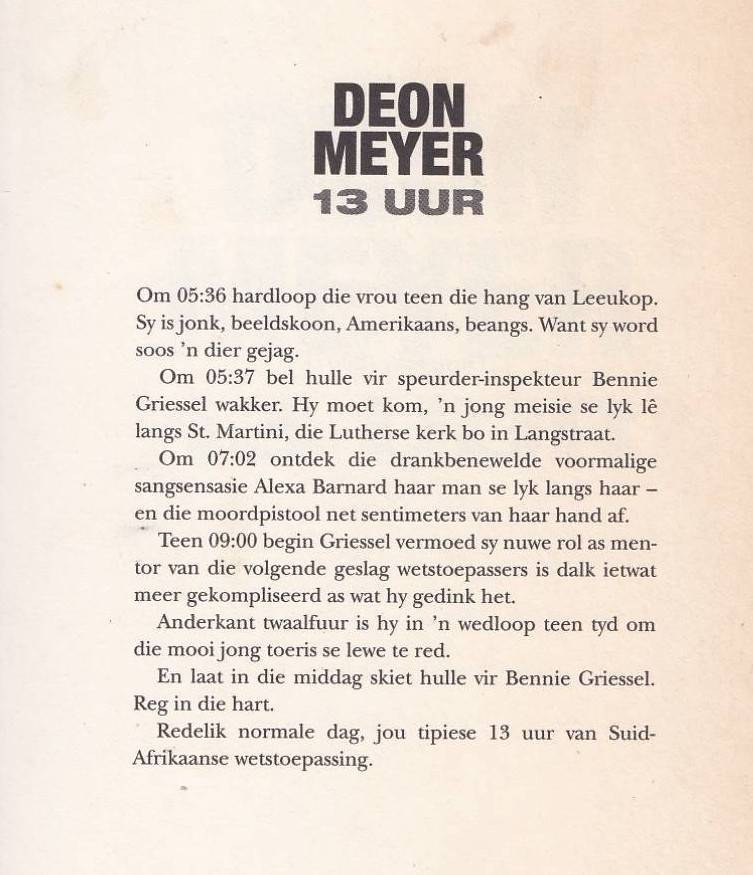 DEON
MEYER
13 UUR
Om 05:36 hardloop die vrou teen die hang van Leeukop.
Sy is jonk, beeldskoon, Amerikaans, beangs. Want sy word
soos ’n dier gejag.
Om 05:37 bel hulle vir speurder-inspekteur Bennie
Griessel wakker. Hy moet kom, ’n jong meisie se lyk lê
langs St. Martini, die Lutherse kerk bo in Langstraat.
Om 07:02 ontdek die drankbenewelde voormalige
sangsensasie Alexa Barnard haar man se lyk langs haar –
en die moordpistool net sentimeters van haar hand af.
Teen 09:00 begin Griessel vermoed sy nuwe rol as men-
tor van die volgende geslag wetstoepassers is dalk ietwat
meer gekompliseerd as wat hy gedink het.
Anderkant twaalfuur is hy in ’n wedloop teen tyd om
die mooi jong toeris se lewe te red.
En laat in die middag skiet hulle vir Bennie Griessel.
Reg in die hart.
Redelik normale dag, jou tipiese 13 uur van Suid-
Afrikaanse wetstoepassing.